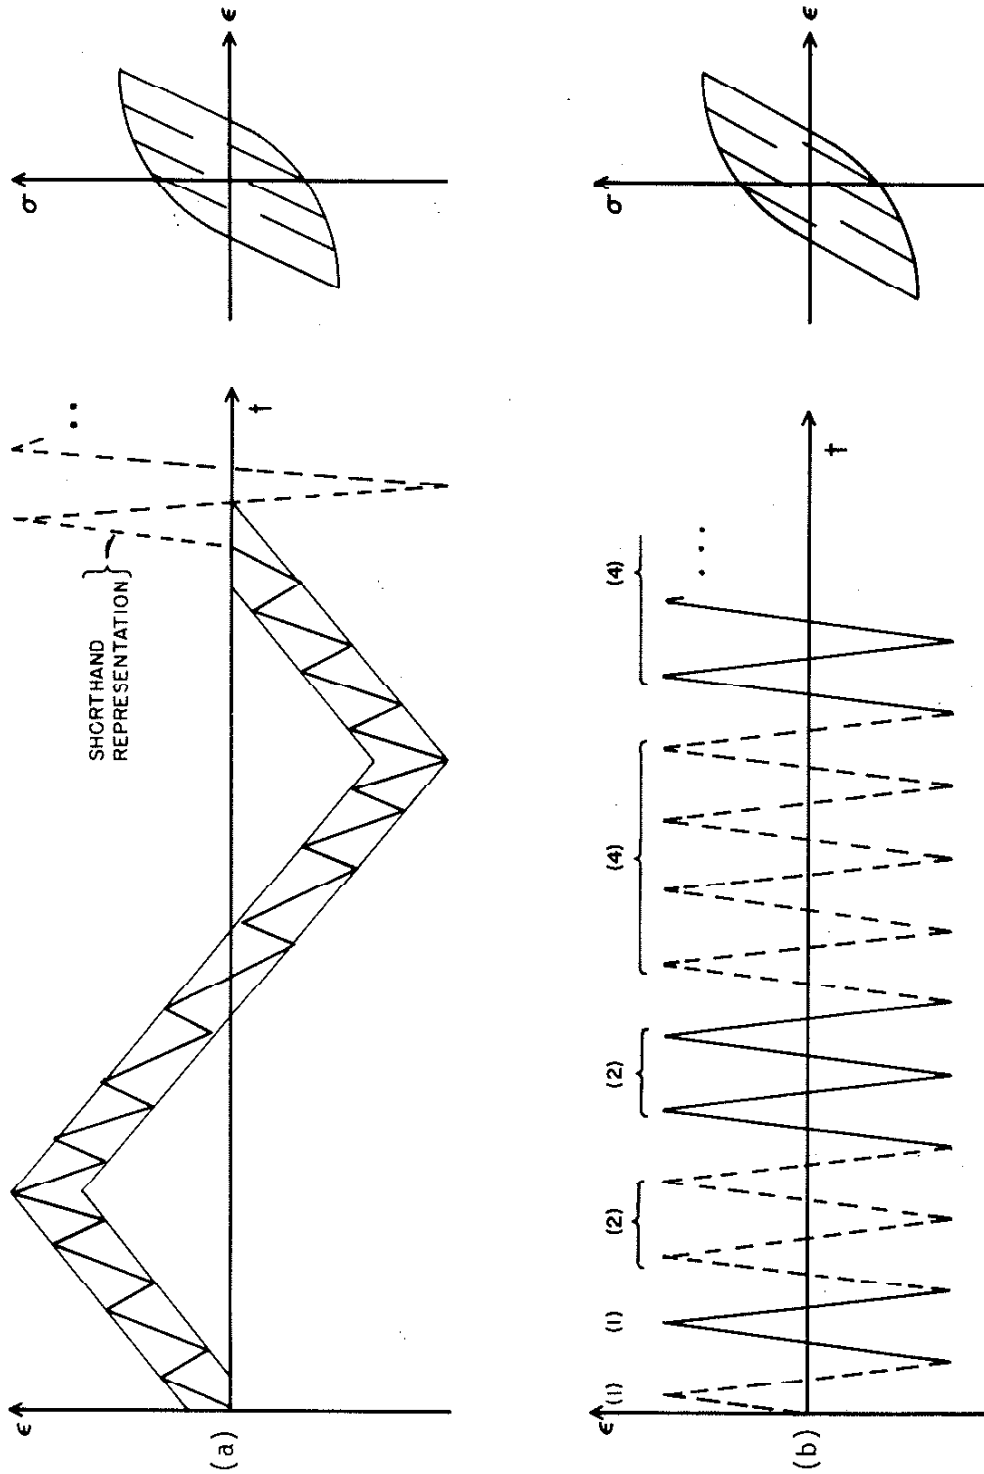 ϵ
SHORTHAND
REPRESENTATION
σ
(a)
ϵ
t
ϵ
(1) (1) (2) (2) (4) (4)
σ
(b)
ϵ
t